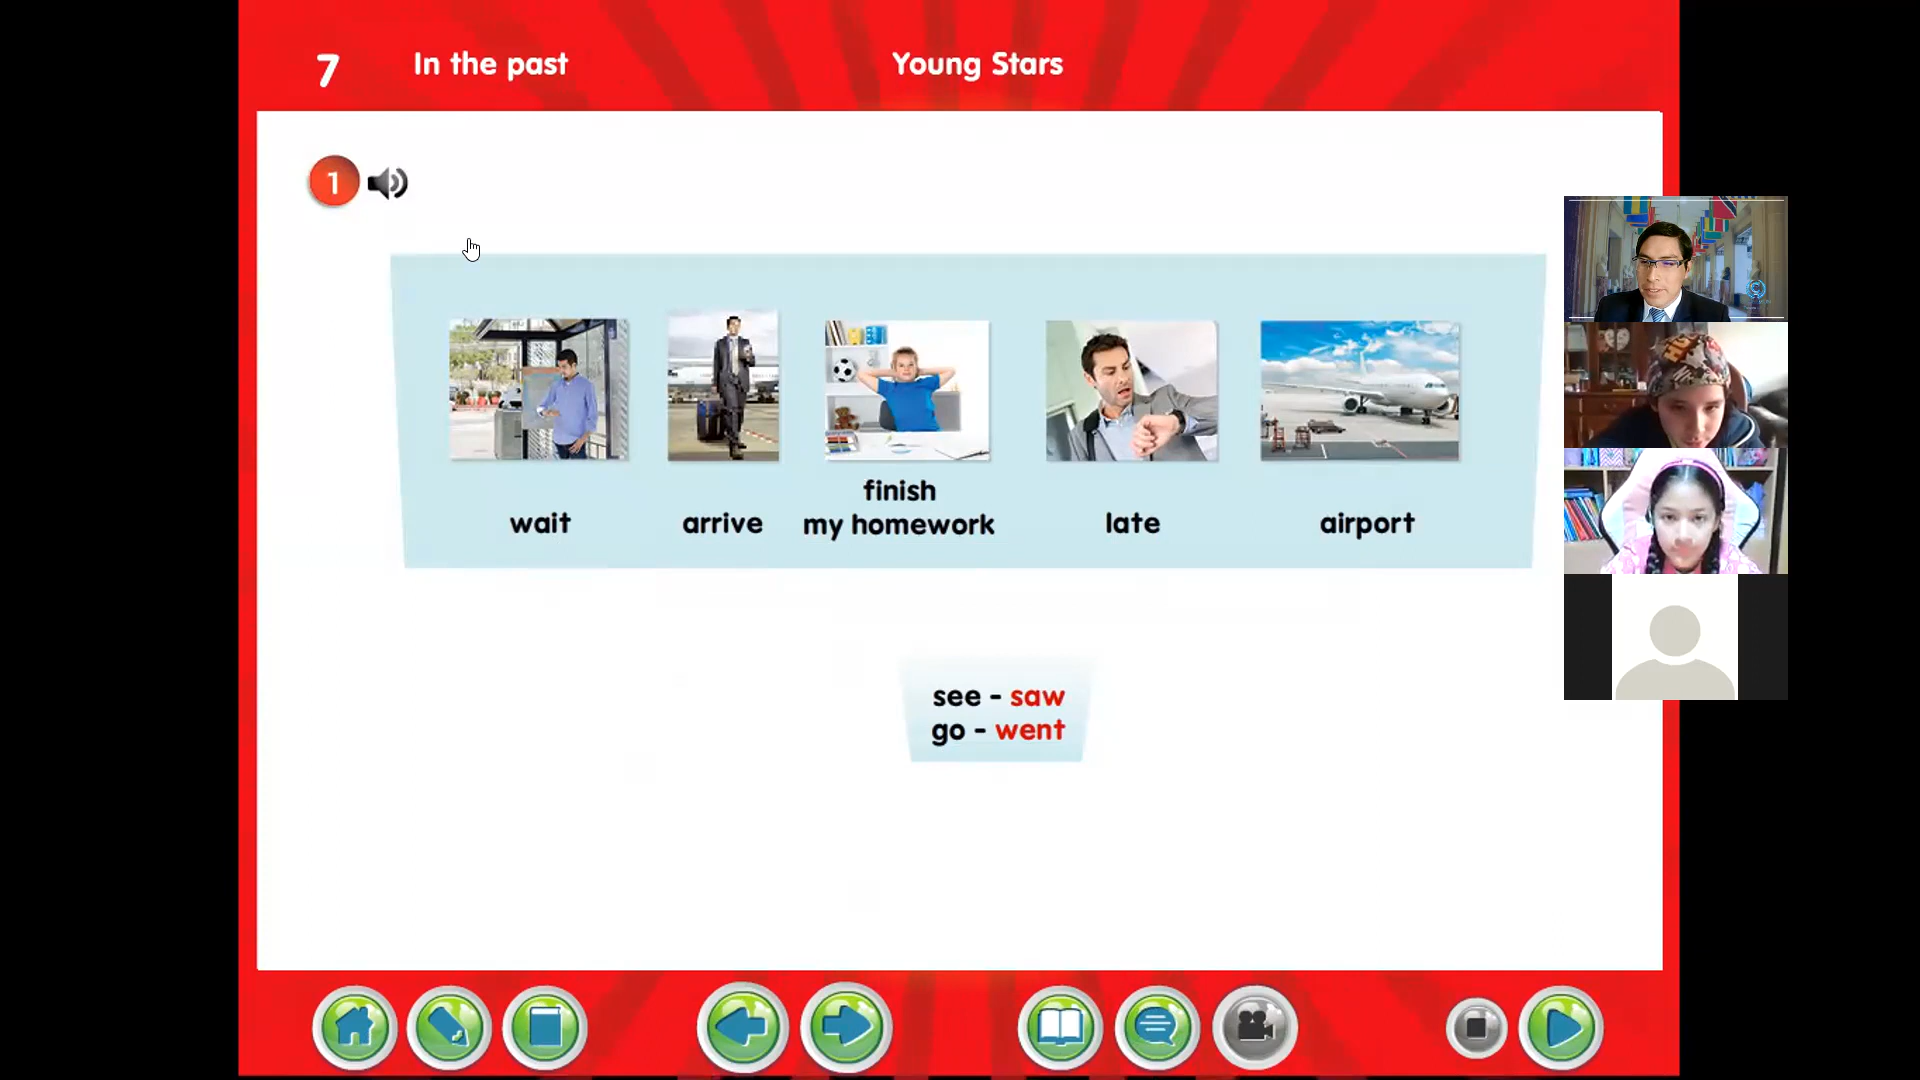 7 In the past Young Stars
1
finish
wait arrive my homework late airport
see - saw
go - went